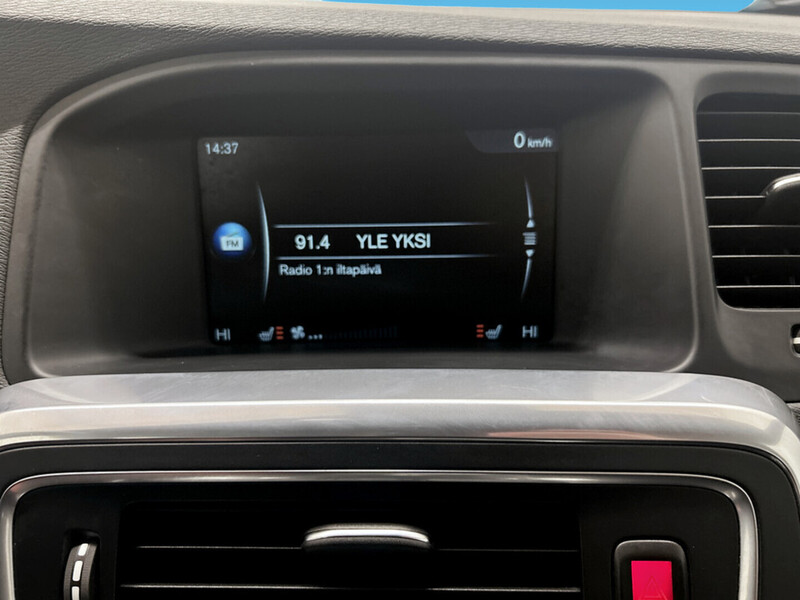 14:37
0 km/h
FM
91.4 YLE YKSI
Radio 1:n iltapäivä
HI HI